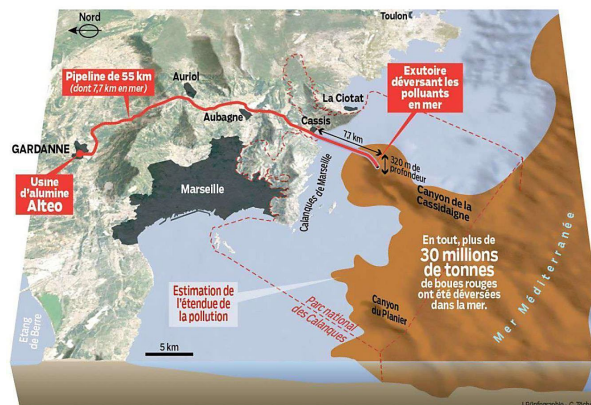 Nord
Toulon
Pipeline de 55 km
(dont 7,7 km en mer)
Auriol
Exutoire
déversant les
polluants
en mer
La Ciotat
Aubagne
Cassis
7,7 km
320 m de
profondeur
GARDANNE
Usine
d'alumine
Alteo
Marseille
Calanques de Marseille
Canyon de la
Cassidaigne
En tout, plus de
30 millions
de tonnes
de boues rouges
ont été déversées
dans la mer.
Mer Méditerranée
Estimation de
l'étendue de
la pollution
Parc national
des Calanques
Canyon
du Planier
Etang
de Berre
5 km